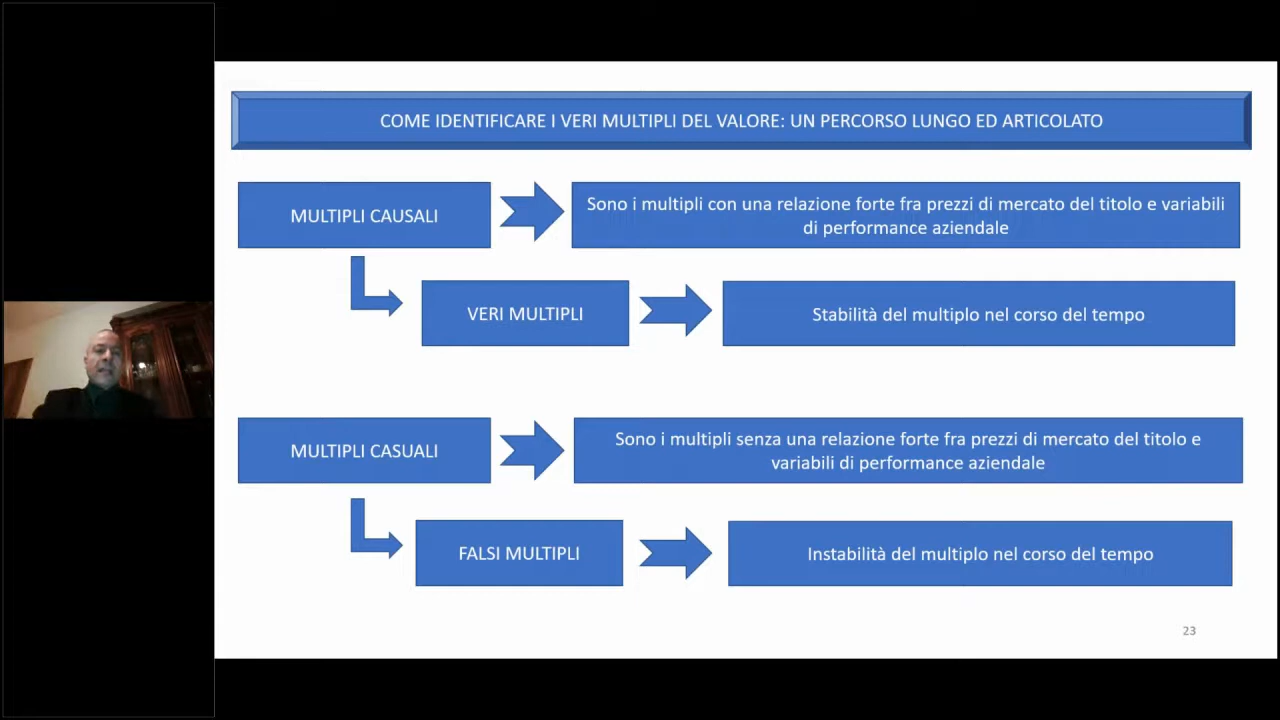 COME IDENTIFICARE I VERI MULTIPLI DEL VALORE: UN PERCORSO LUNGO ED ARTICOLATO
MULTIPLI CAUSALI
Sono i multipli con una relazione forte fra prezzi di mercato del titolo e variabili
di performance aziendale
VERI MULTIPLI
Stabilità del multiplo nel corso del tempo
MULTIPLI CASUALI
Sono i multipli senza una relazione forte fra prezzi di mercato del titolo e
variabili di performance aziendale
FALSI MULTIPLI
Instabilità del multiplo nel corso del tempo
23